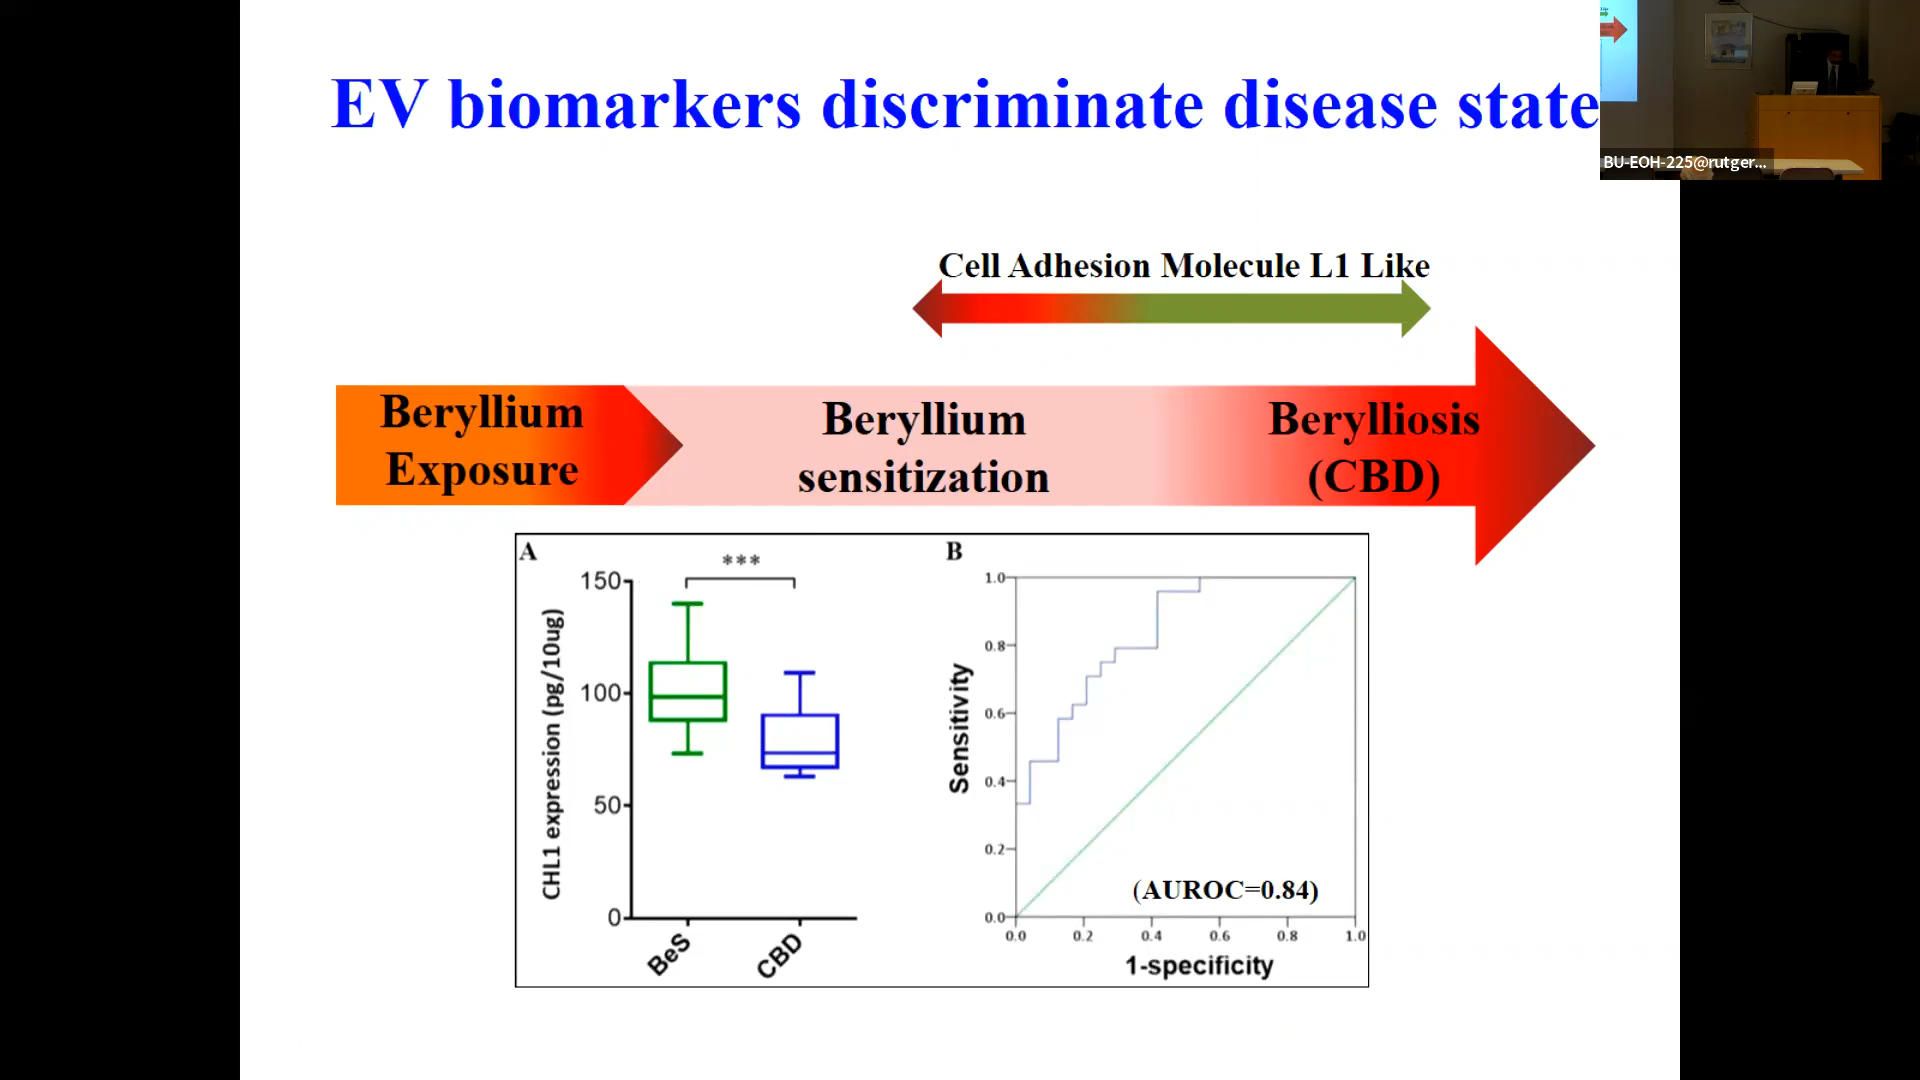 EV biomarkers discriminate disease state
BU-EOH-225@rutger...
Cell Adhesion Molecule L1 Like
Beryllium
Exposure
Beryllium
sensitization
Berylliosis
(CBD)
A
***
150
100
50
0
CHL1 expression (pg/10ug)
BeS
CBD
B
1.0
0.8
0.6
0.4
0.2
0.0
Sensitivity
(AUROC=0.84)
0.0 0.2 0.4 0.6 0.8 1.0
1-specificity